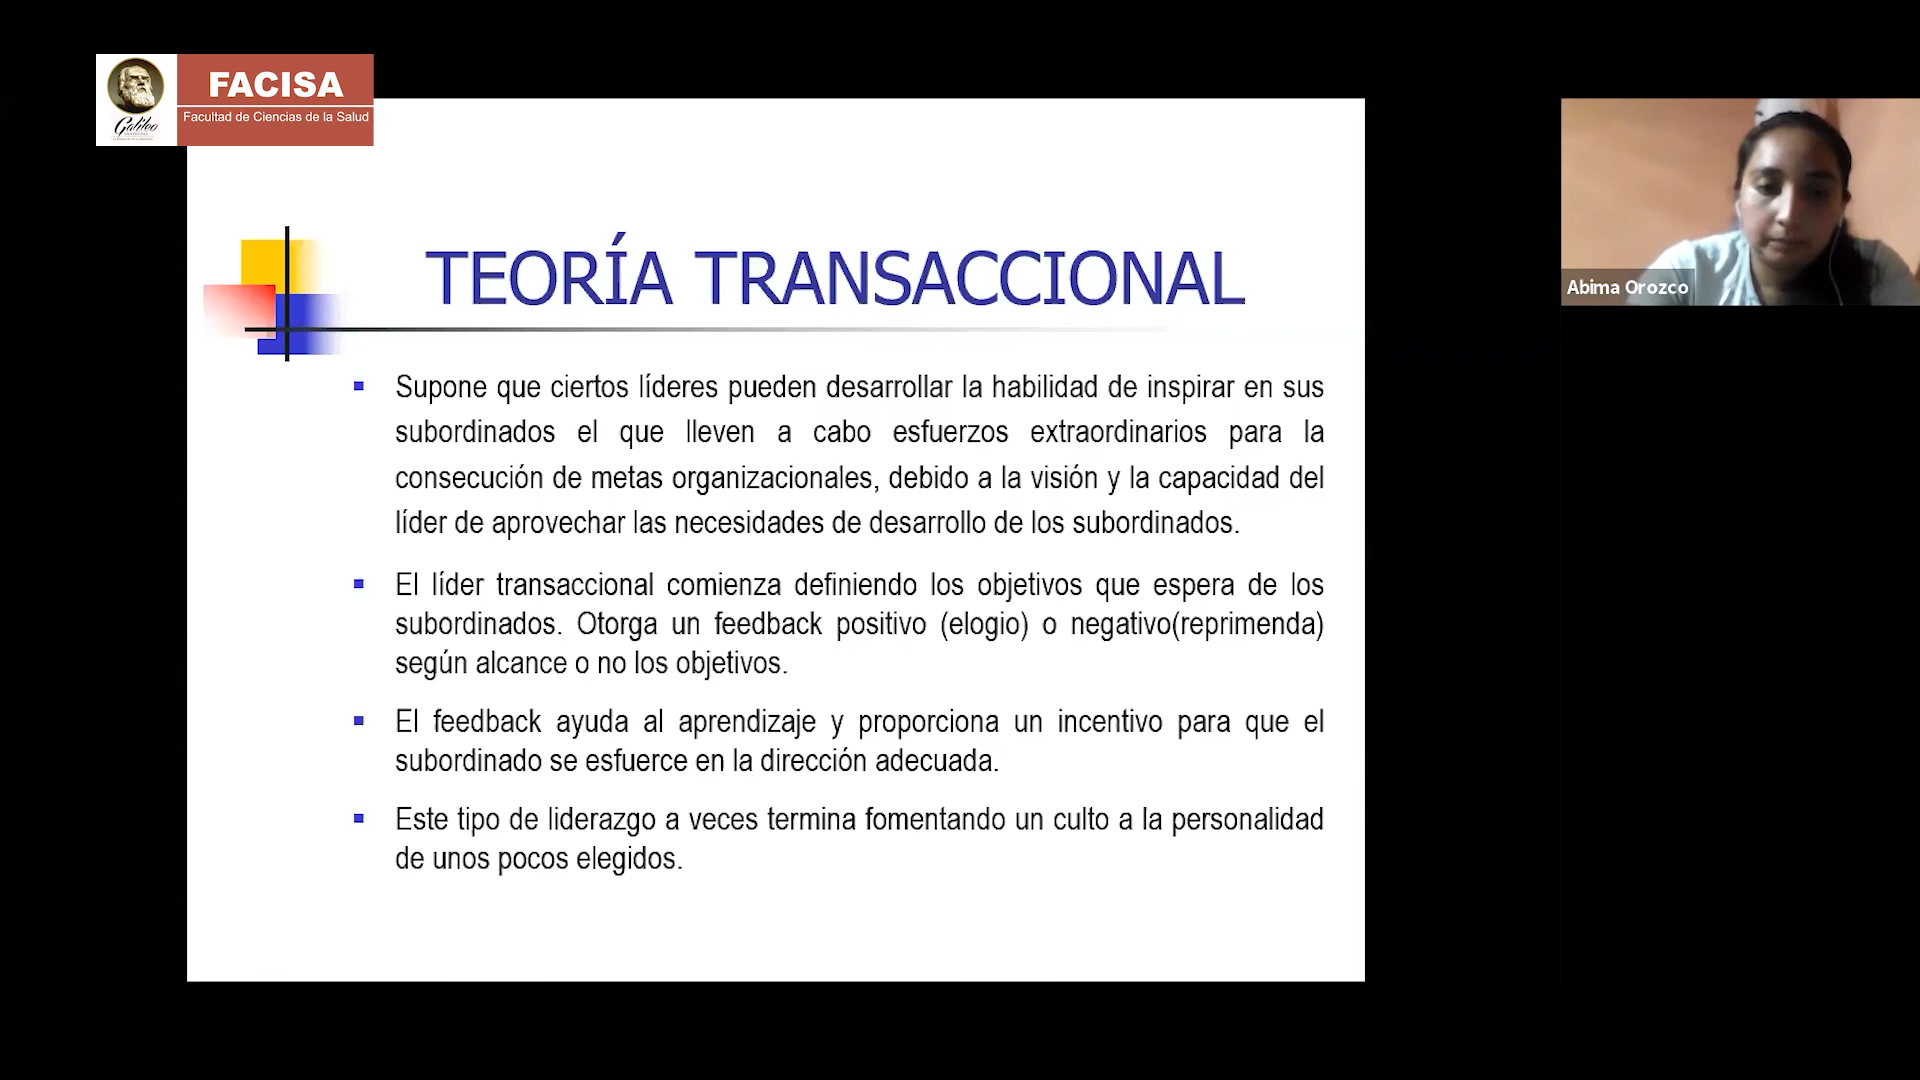 FACISA
Facultad de Ciencias de la Salud
Galileo
TEORÍA TRANSACCIONAL
Supone que ciertos líderes pueden desarrollar la habilidad de inspirar en sus
subordinados el que lleven a cabo esfuerzos extraordinarios para la
consecución de metas organizacionales, debido a la visión y la capacidad del
líder de aprovechar las necesidades de desarrollo de los subordinados.
El líder transaccional comienza definiendo los objetivos que espera de los
subordinados. Otorga un feedback positivo (elogio) o negativo(reprimenda)
según alcance o no los objetivos.
El feedback ayuda al aprendizaje y proporciona un incentivo para que el
subordinado se esfuerce en la dirección adecuada.
Este tipo de liderazgo a veces termina fomentando un culto a la personalidad
de unos pocos elegidos.
Abima Orozco